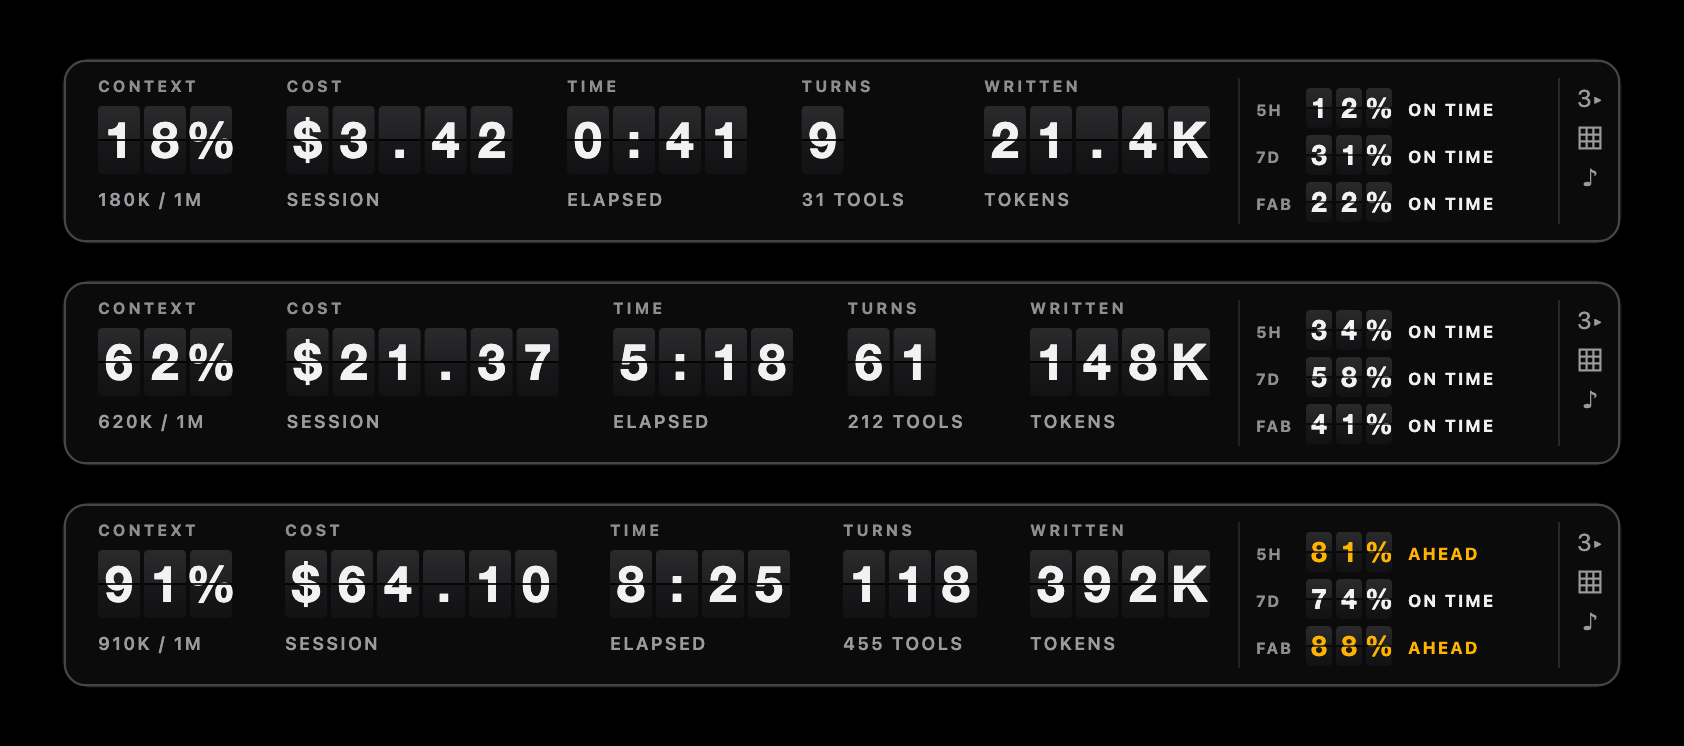 CONTEXT COST TIME TURNS WRITTEN
18% $3.42 0:41 9 21.4K
180K / 1M SESSION ELAPSED 31 TOOLS TOKENS
5H 12% ON TIME
7D 31% ON TIME
FAB 22% ON TIME
3▸
♪
CONTEXT COST TIME TURNS WRITTEN
62% $21.37 5:18 61 148K
620K / 1M SESSION ELAPSED 212 TOOLS TOKENS
5H 34% ON TIME
7D 58% ON TIME
FAB 41% ON TIME
3▸
♪
CONTEXT COST TIME TURNS WRITTEN
91% $64.10 8:25 118 392K
910K / 1M SESSION ELAPSED 455 TOOLS TOKENS
5H 81% AHEAD
7D 74% ON TIME
FAB 88% AHEAD
3▸
♪